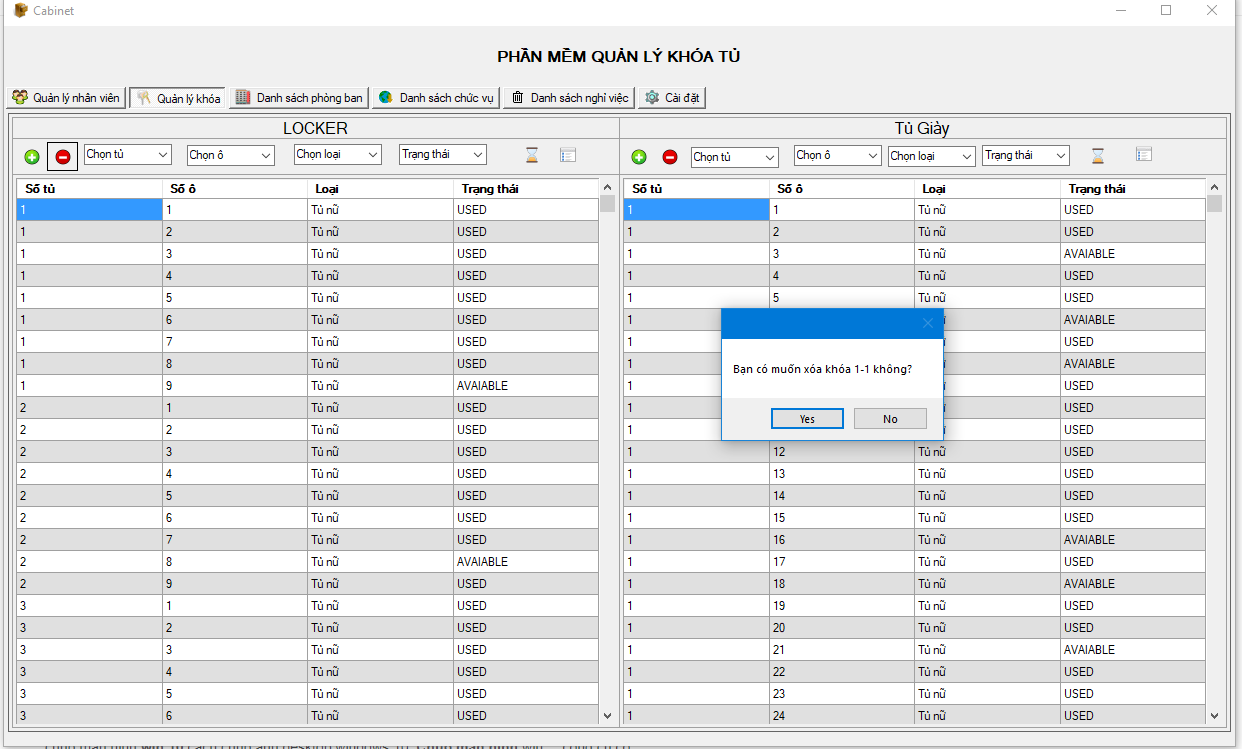 Cabinet
PHẦN MỀM QUẢN LÝ KHÓA TỦ
Quản lý nhân viên Quản lý khóa Danh sách phòng ban Danh sách chức vụ Danh sách nghỉ việc Cài đặt
LOCKER Tủ Giày
Chọn tủ Chọn ô Chọn loại Trạng thái Chọn tủ Chọn ô Chọn loại Trạng thái
Số tủ Số ô Loại Trạng thái Số tủ Số ô Loại Trạng thái
1 1 Tủ nữ USED 1 1 Tủ nữ USED
1 2 Tủ nữ USED 1 2 Tủ nữ USED
1 3 Tủ nữ USED 1 3 Tủ nữ AVAIABLE
1 4 Tủ nữ USED 1 4 Tủ nữ USED
1 5 Tủ nữ USED 1 5 Tủ nữ USED
1 6 Tủ nữ USED 1 AVAIABLE
1 7 Tủ nữ USED 1 USED
1 8 Tủ nữ USED 1 AVAIABLE
Bạn có muốn xóa khóa 1-1 không?
1 9 Tủ nữ AVAIABLE 1 USED
2 1 Tủ nữ USED 1 USED
Yes No
2 2 Tủ nữ USED 1 USED
2 3 Tủ nữ USED 1 12 Tủ nữ USED
2 4 Tủ nữ USED 1 13 Tủ nữ USED
2 5 Tủ nữ USED 1 14 Tủ nữ USED
2 6 Tủ nữ USED 1 15 Tủ nữ USED
2 7 Tủ nữ USED 1 16 Tủ nữ AVAIABLE
2 8 Tủ nữ AVAIABLE 1 17 Tủ nữ USED
2 9 Tủ nữ USED 1 18 Tủ nữ AVAIABLE
3 1 Tủ nữ USED 1 19 Tủ nữ USED
3 2 Tủ nữ USED 1 20 Tủ nữ USED
3 3 Tủ nữ USED 1 21 Tủ nữ AVAIABLE
3 4 Tủ nữ USED 1 22 Tủ nữ USED
3 5 Tủ nữ USED 1 23 Tủ nữ USED
3 6 Tủ nữ USED 1 24 Tủ nữ USED